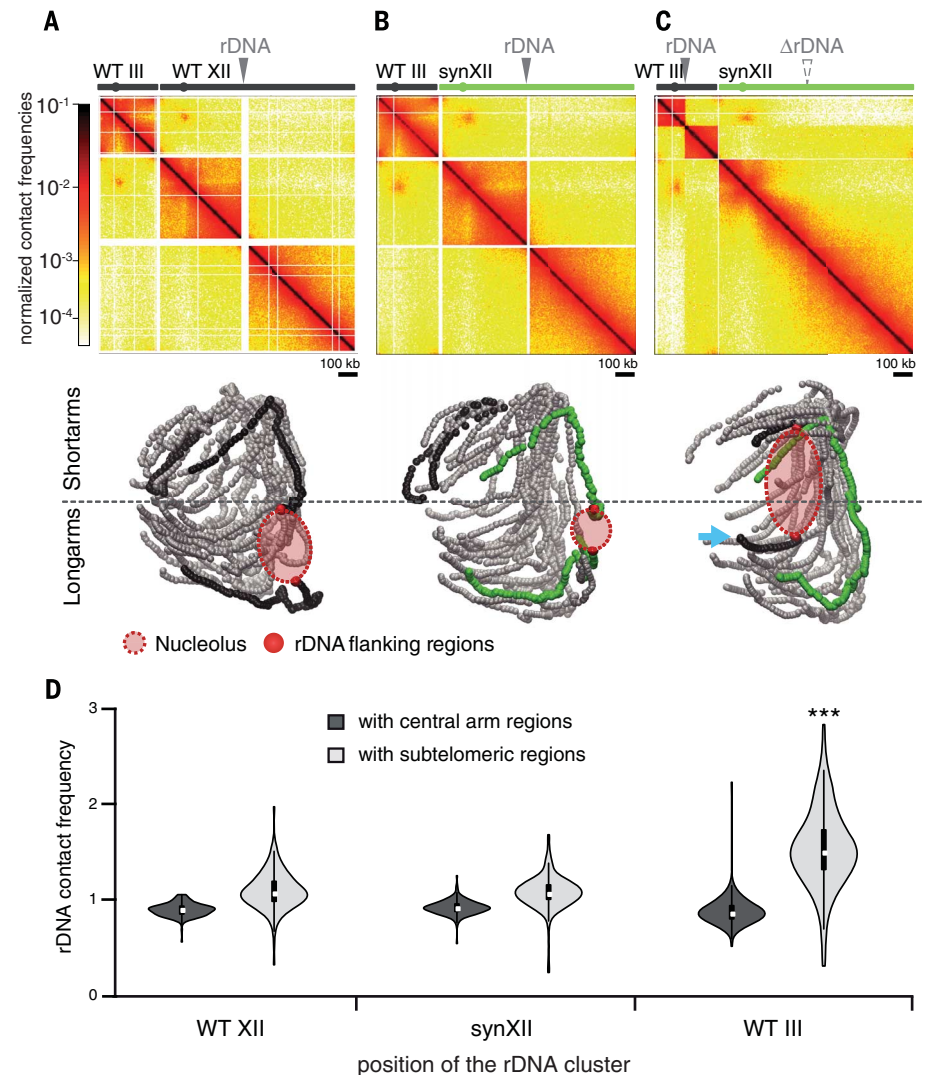 A
B
C
rDNA
rDNA
rDNA
ΔrDNA
WT III
WT XII
WT III
synXII
WT III
synXII
normalized contact frequencies
10-1
10-2
10-3
10-4
100 kb
100 kb
100 kb
Shortarms
Longarms
Nucleolus
rDNA flanking regions
D
rDNA contact frequency
3
2
1
0
with central arm regions
with subtelomeric regions
***
WT XII
synXII
WT III
position of the rDNA cluster